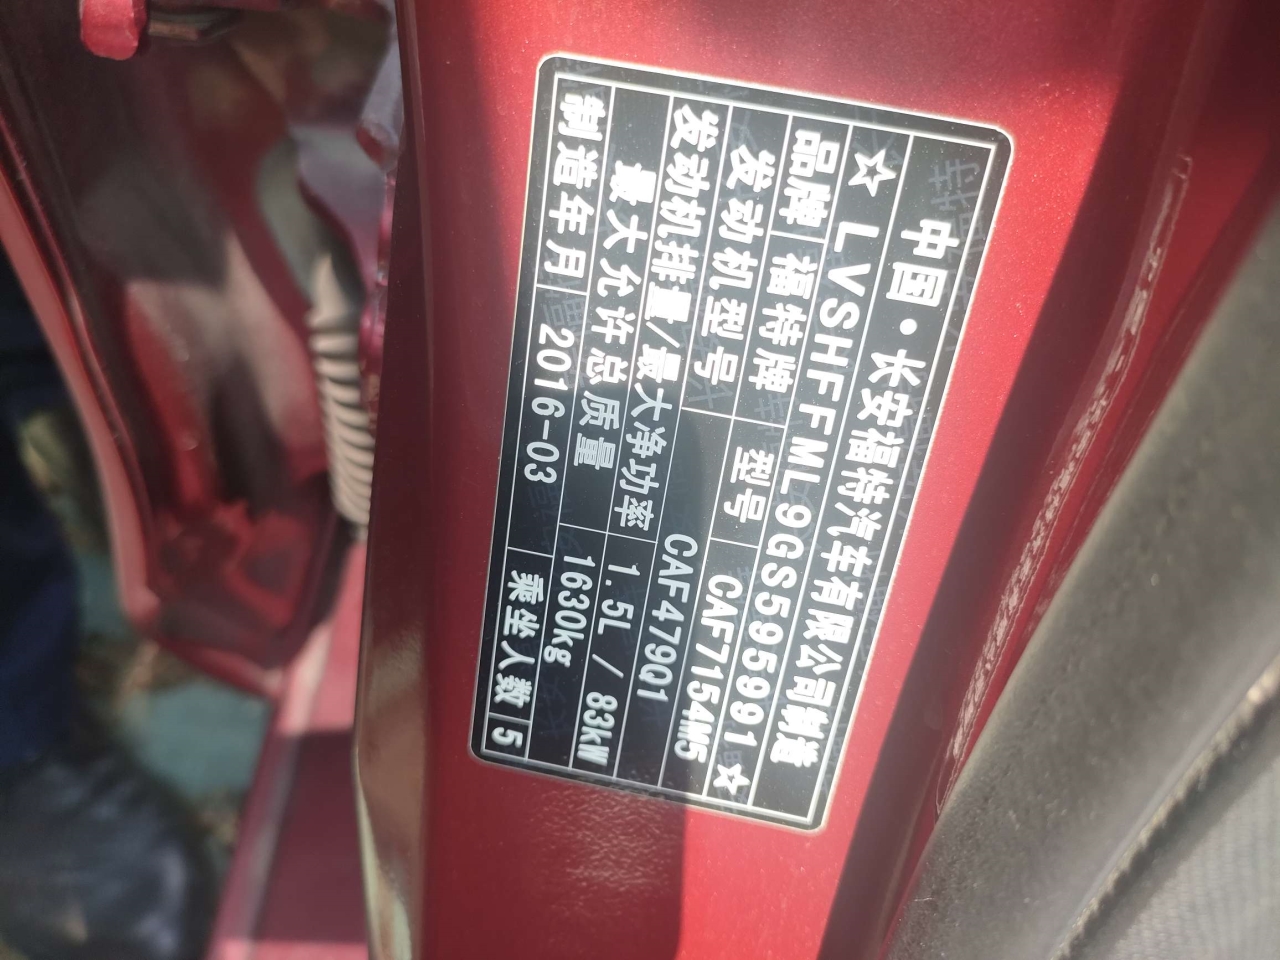 中国·长安福特汽车有限公司制造
☆LVSHFFML9GS595991☆
品牌 福特牌 型号 CAF7154M5
发动机型号 CAF479Q1
发动机排量/最大净功率 1.5L / 83kW
最大允许总质量 1630kg
制造年月 2016-03 乘坐人数 5